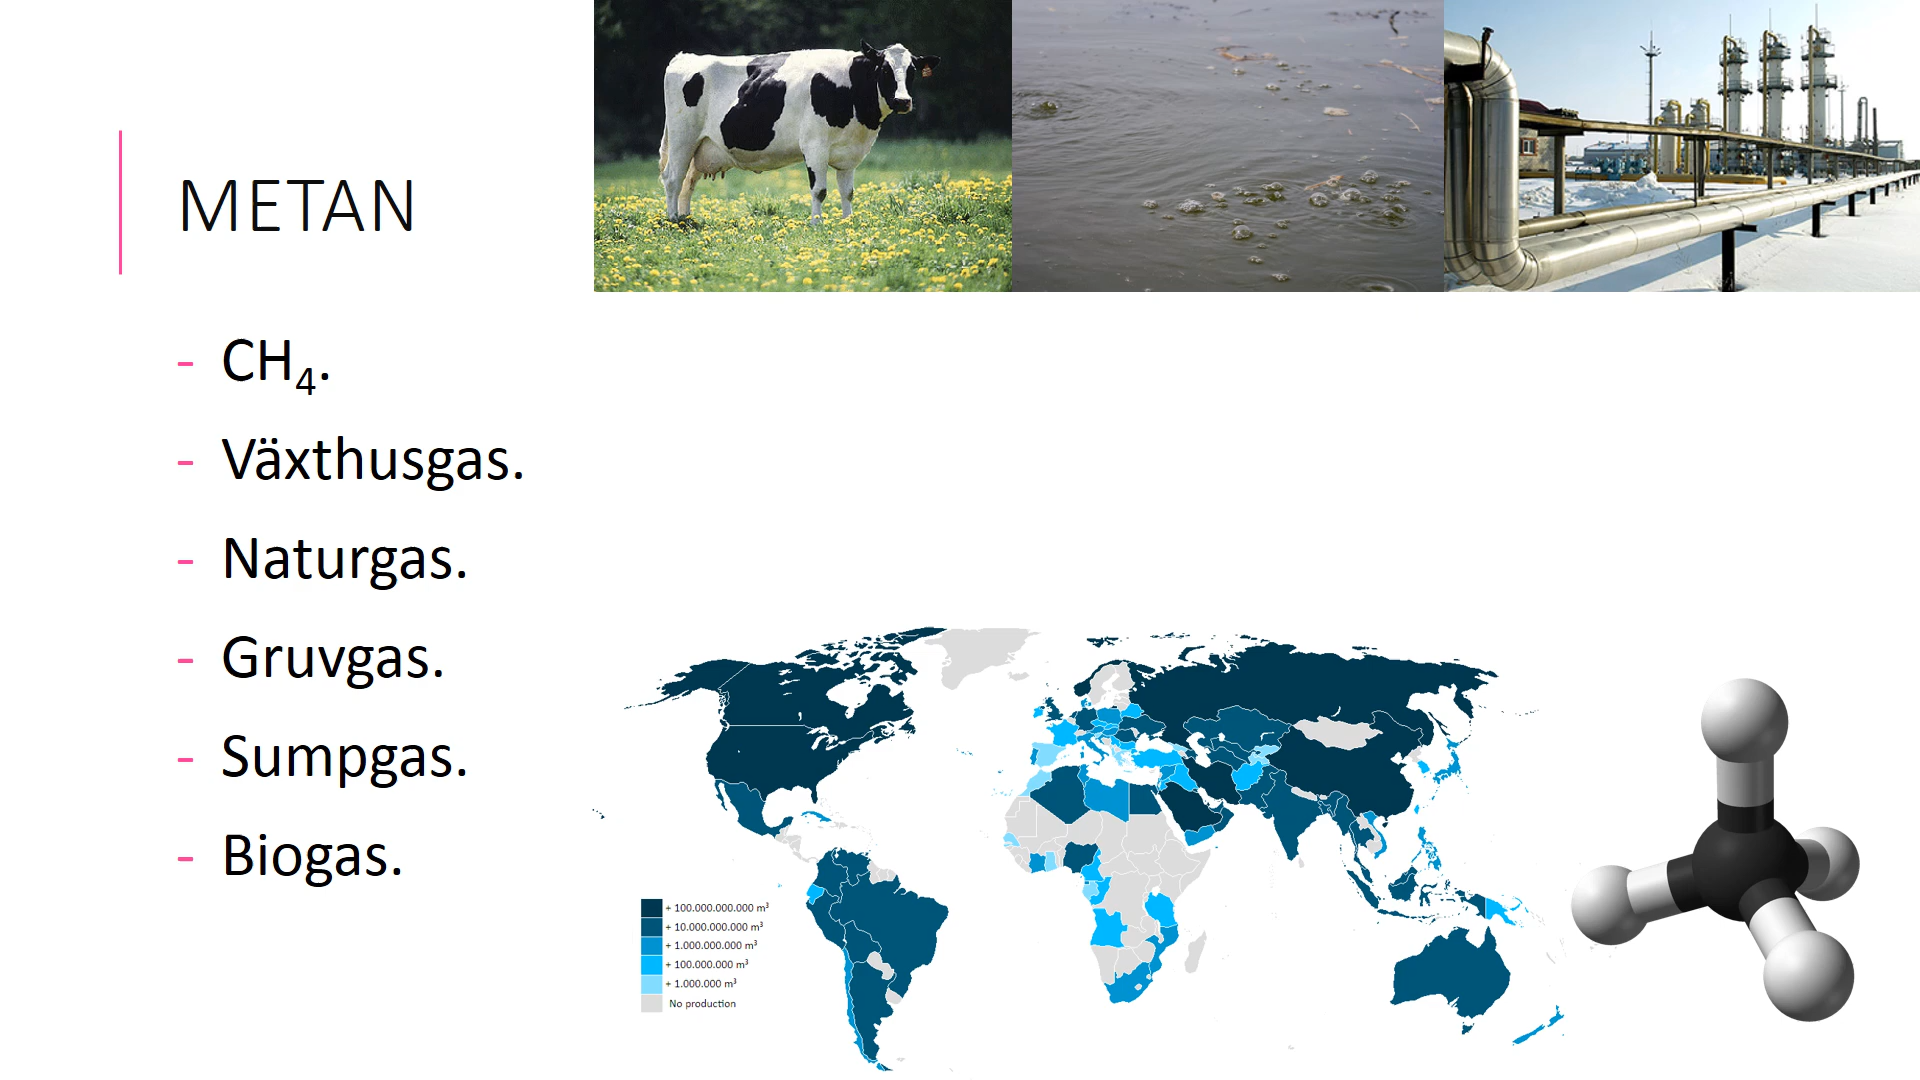 METAN
- CH₄.
- Växthusgas.
- Naturgas.
- Gruvgas.
- Sumpgas.
- Biogas.
+ 100.000.000.000 m³
+ 10.000.000.000 m³
+ 1.000.000.000 m³
+ 100.000.000 m³
+ 1.000.000 m³
No production